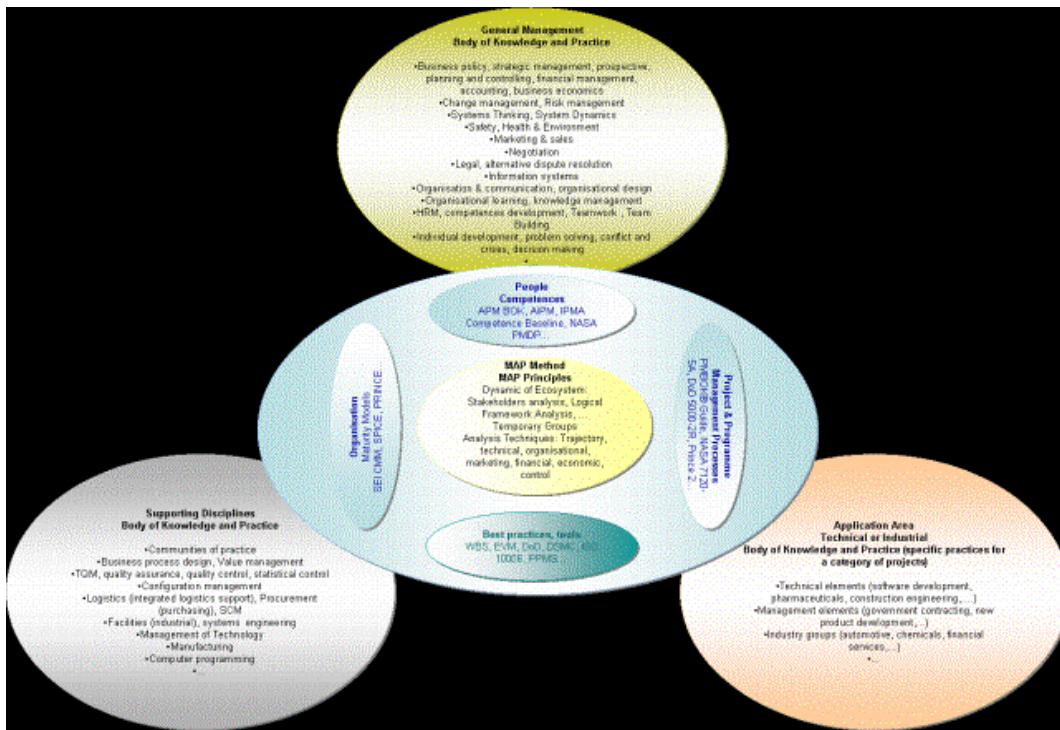 General Management
Body of Knowledge and Practice
•Business policy, strategic management, prospective,
planning and controlling, financial management,
accounting, business economics
•Change management, Risk management
•Systems Thinking, System Dynamics
•Safety, Health & Environment
•Marketing & sales
•Negotiation
•Legal, alternative dispute resolution
•Information systems
•Organisation & communication, organisational design
•Organisational learning, knowledge management
•HRM, competences development, Teamwork , Team
Building
•Individual development, problem solving, conflict and
crises, decision making
•
People
Competences
APM BOK, AIPM, IPMA
Competence Baseline, NASA
PMDP...
Organisation
Maturity Models
SEI CMM, SPICE, PRINCE
MAP Method
MAP Principles
Dynamic of Ecosystem:
Stakeholders analysis, Logical
Framework Analysis, ...
Temporary Groups
Analysis Techniques: Trajectory,
technical, organisational,
marketing, financial, economic,
control
Project & Programme
Management Processes
PMBOK® Guide, NASA 7120-
5A, DoD 5000-2R, Prince 2...
Best practices, tools
WBS, EVM, DoD, DSMC, ISO
10006, PPMS...
Supporting Disciplines
Body of Knowledge and Practice
•Communities of practice
•Business process design, Value management
•TQM, quality assurance, quality control, statistical control
•Configuration management
•Logistics (integrated logistics support), Procurement
(purchasing), SCM
•Facilities (industrial), systems engineering
•Management of Technology
•Manufacturing
•Computer programming
•...
Application Area
Technical or Industrial
Body of Knowledge and Practice (specific practices for
a category of projects)
•Technical elements (software development,
pharmaceuticals, construction engineering,...)
•Management elements (government contracting, new
product development,..)
•Industry groups (automotive, chemicals, financial
services,...)
•...